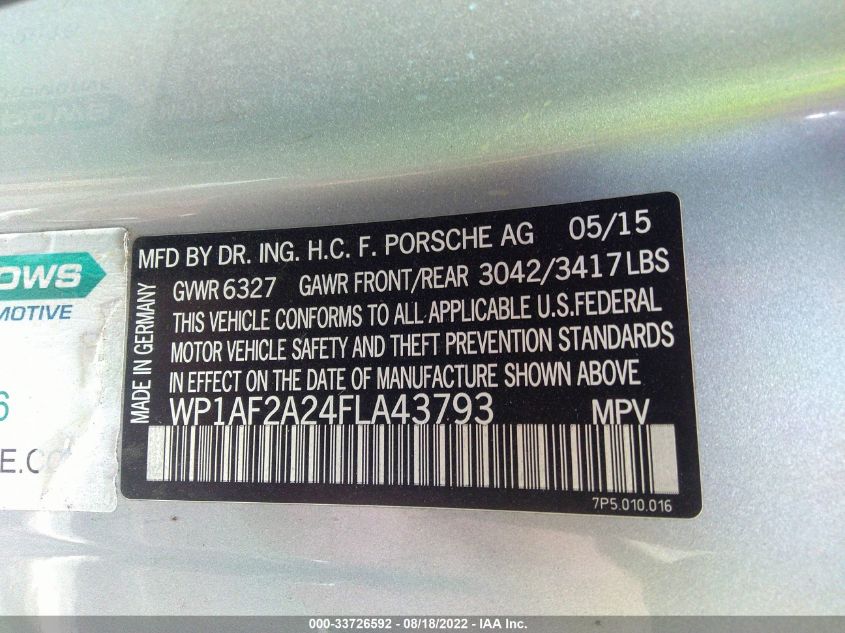 MFD BY DR. ING. H.C. F. PORSCHE AG 05/15
GVWR 6327 GAWR FRONT/REAR 3042/3417 LBS
THIS VEHICLE CONFORMS TO ALL APPLICABLE U.S.FEDERAL
MOTOR VEHICLE SAFETY AND THEFT PREVENTION STANDARDS
IN EFFECT ON THE DATE OF MANUFACTURE SHOWN ABOVE
WP1AF2A24FLA43793 MPV
7P5.010.016
MADE IN GERMANY
OWS
MOTIVE
6
E.CO
000-33726592 - 08/18/2022 - IAA Inc.